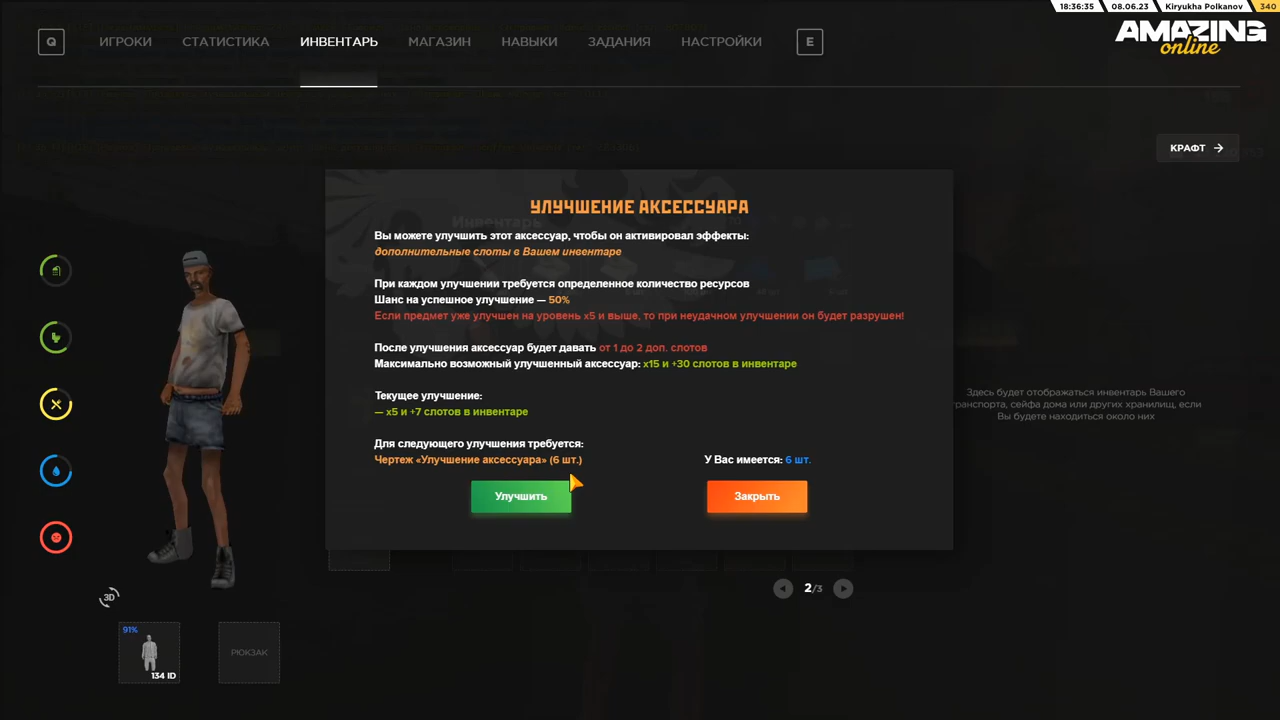 18:36:35 08.06.23 Kiryukha Polkanov 340
Q ИГРОКИ СТАТИСТИКА ИНВЕНТАРЬ МАГАЗИН НАВЫКИ ЗАДАНИЯ НАСТРОЙКИ E
AMAZING
online
КРАФТ →
УЛУЧШЕНИЕ АКСЕССУАРА
Инвентарь
Вы можете улучшить этот аксессуар, чтобы он активировал эффекты:
дополнительные слоты в Вашем инвентаре
При каждом улучшении требуется определенное количество ресурсов
Шанс на успешное улучшение — 50%
Если предмет уже улучшен на уровень x5 и выше, то при неудачном улучшении он будет разрушен!
После улучшения аксессуар будет давать от 1 до 2 доп. слотов
Максимально возможный улучшенный аксессуар: x15 и +30 слотов в инвентаре
Текущее улучшение:
— x5 и +7 слотов в инвентаре
Для следующего улучшения требуется:
Чертеж «Улучшение аксессуара» (6 шт.) У Вас имеется: 6 шт.
Улучшить Закрыть
Здесь будет отображаться инвентарь Вашего
транспорта, сейфа дома или других хранилищ, если
Вы будете находиться около них
2/3
3D
91%
134 ID
РЮКЗАК